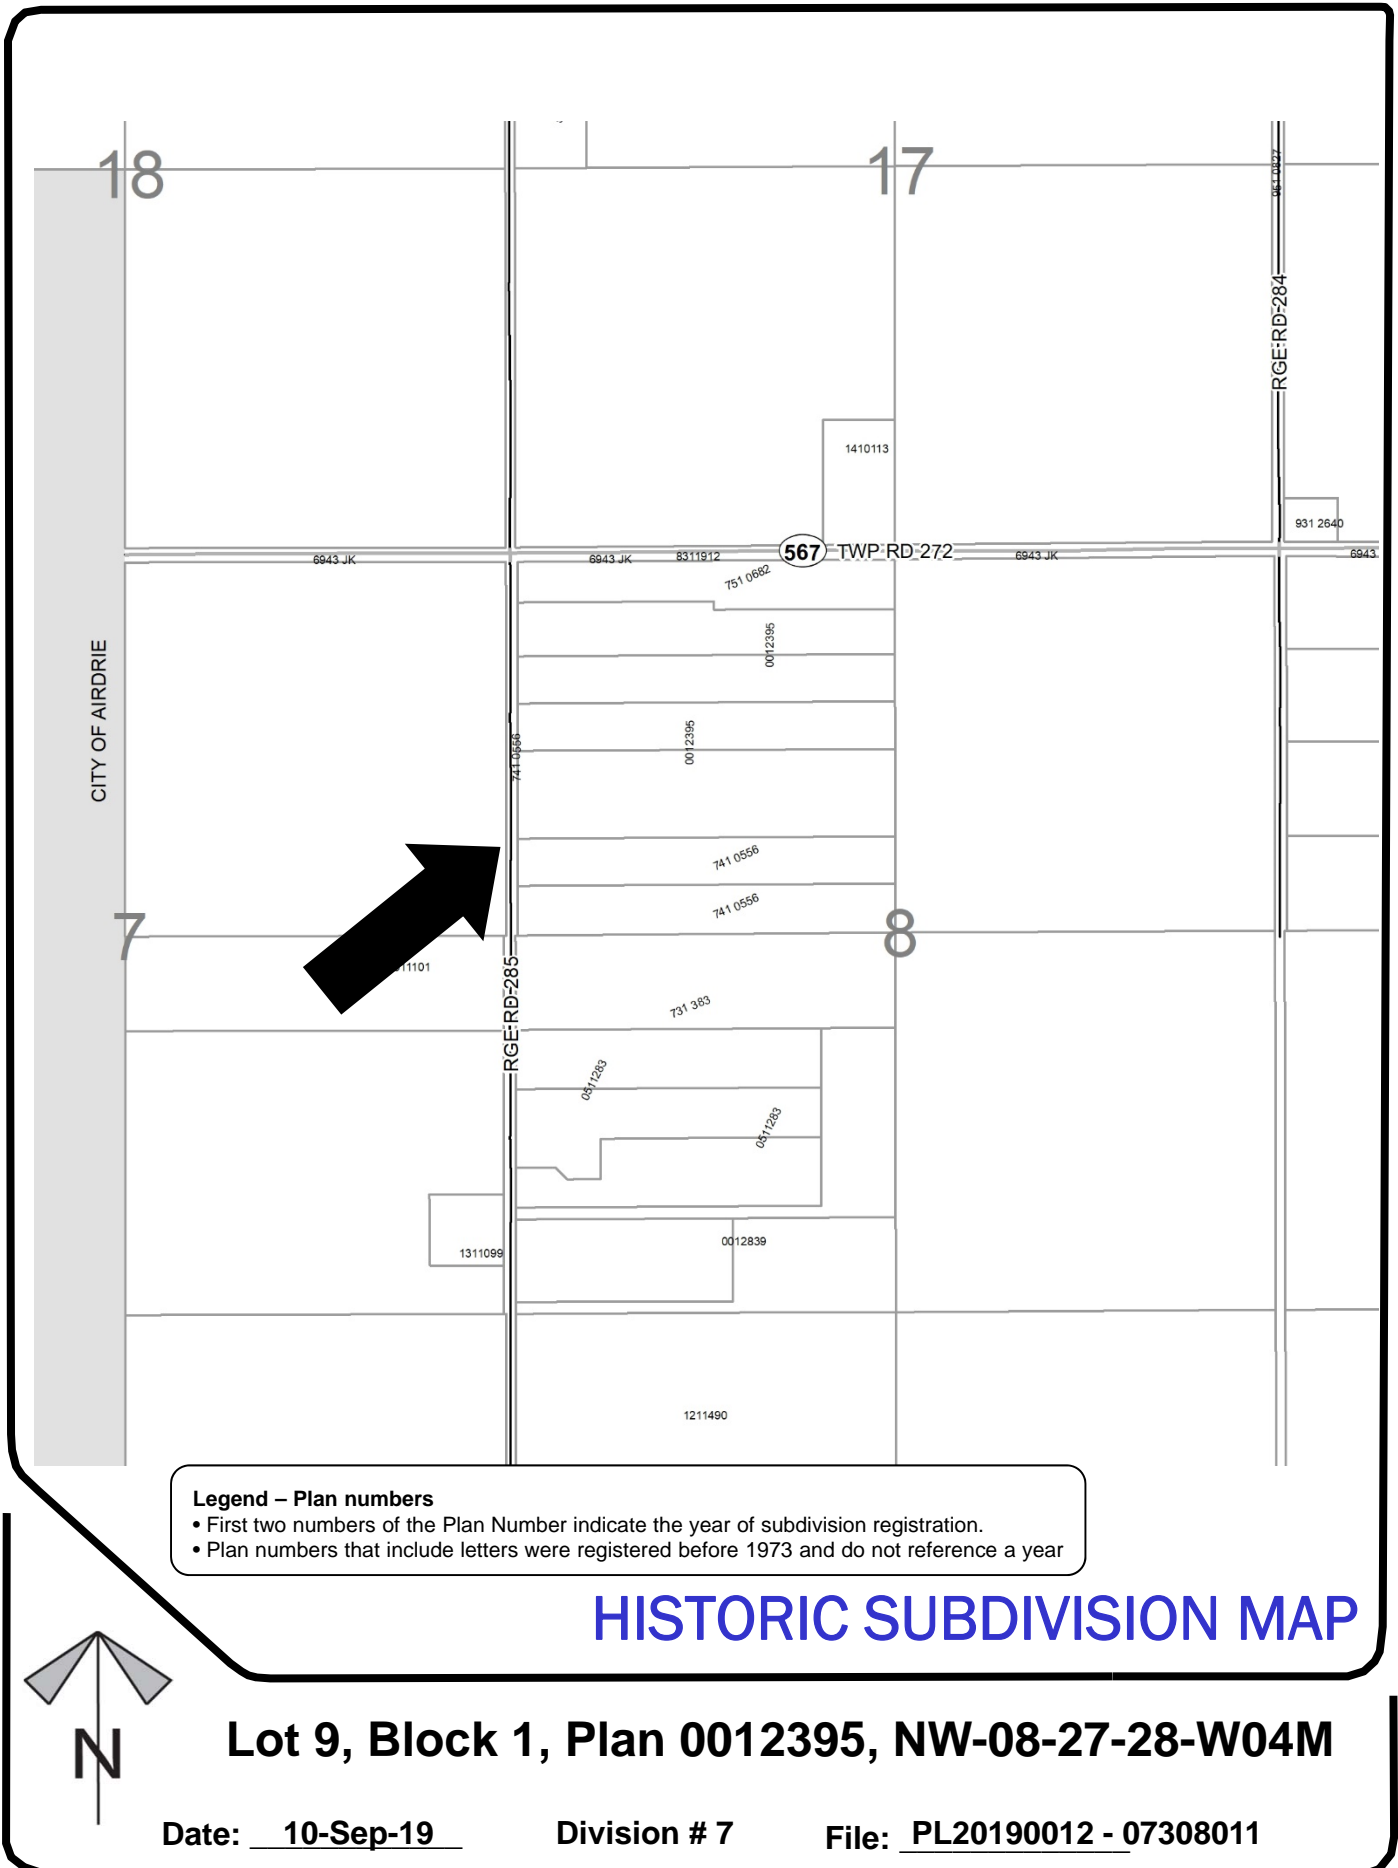 18
17
951 0827
RGE RD 284
1410113
931 2640
6943 JK
6943 JK
8311912
567
TWP RD 272
6943 JK
6943
751 0682
0012395
CITY OF AIRDRIE
741 0556
0012395
741 0556
741 0556
7
8
11101
RGE RD 285
731 383
0511283
0511283
1311099
0012839
1211490
Legend – Plan numbers
• First two numbers of the Plan Number indicate the year of subdivision registration.
• Plan numbers that include letters were registered before 1973 and do not reference a year
HISTORIC SUBDIVISION MAP
N
Lot 9, Block 1, Plan 0012395, NW-08-27-28-W04M
Date: 10-Sep-19 Division # 7 File: PL20190012 - 07308011